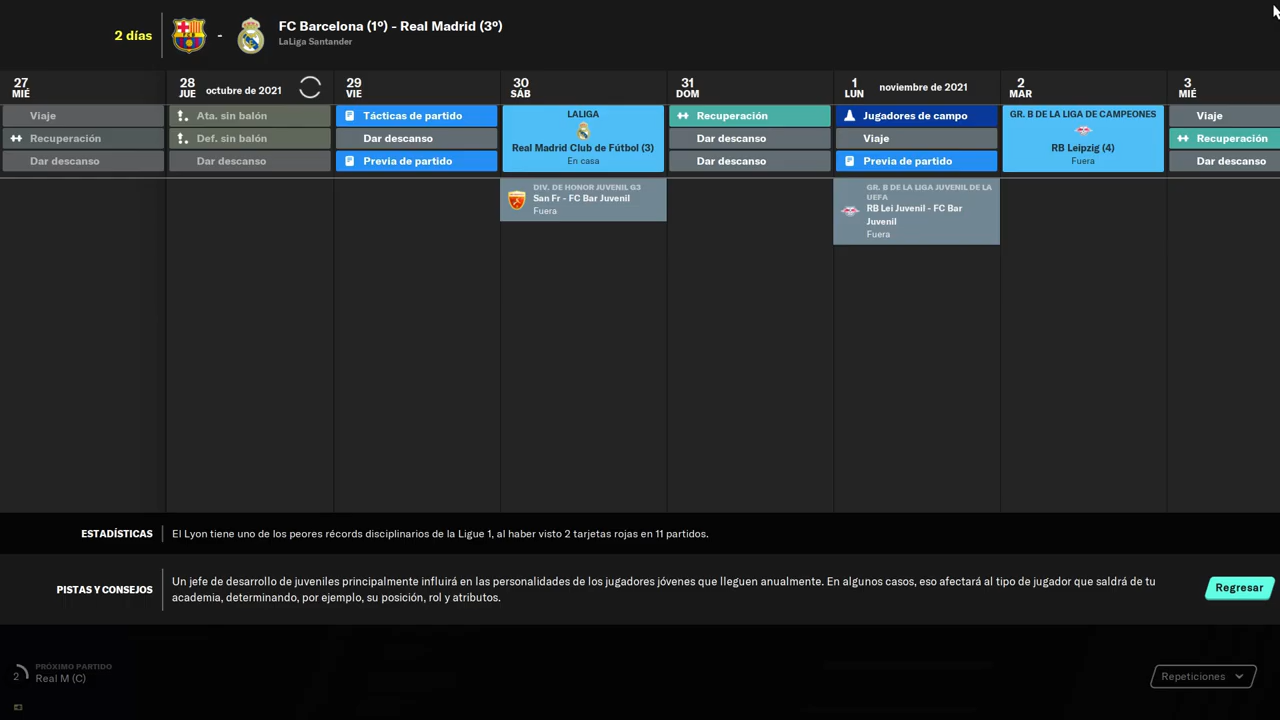 2 días
-
FC Barcelona (1º) - Real Madrid (3º)
LaLiga Santander
27
MIÉ
28
JUE
octubre de 2021
29
VIE
30
SÁB
31
DOM
1
LUN
noviembre de 2021
2
MAR
3
MIÉ
Viaje
Recuperación
Dar descanso
Ata. sin balón
Def. sin balón
Dar descanso
Tácticas de partido
Dar descanso
Previa de partido
LALIGA
Real Madrid Club de Fútbol (3)
En casa
Recuperación
Dar descanso
Dar descanso
Jugadores de campo
Viaje
Previa de partido
GR. B DE LA LIGA DE CAMPEONES
RB Leipzig (4)
Fuera
Viaje
Recuperación
Dar descanso
DIV. DE HONOR JUVENIL G3
San Fr - FC Bar Juvenil
Fuera
GR. B DE LA LIGA JUVENIL DE LA
UEFA
RB Lei Juvenil - FC Bar
Juvenil
Fuera
ESTADÍSTICAS
El Lyon tiene uno de los peores récords disciplinarios de la Ligue 1, al haber visto 2 tarjetas rojas en 11 partidos.
PISTAS Y CONSEJOS
Un jefe de desarrollo de juveniles principalmente influirá en las personalidades de los jugadores jóvenes que lleguen anualmente. En algunos casos, eso afectará al tipo de jugador que saldrá de tu
academia, determinando, por ejemplo, su posición, rol y atributos.
Regresar
2
PRÓXIMO PARTIDO
Real M (C)
Repeticiones